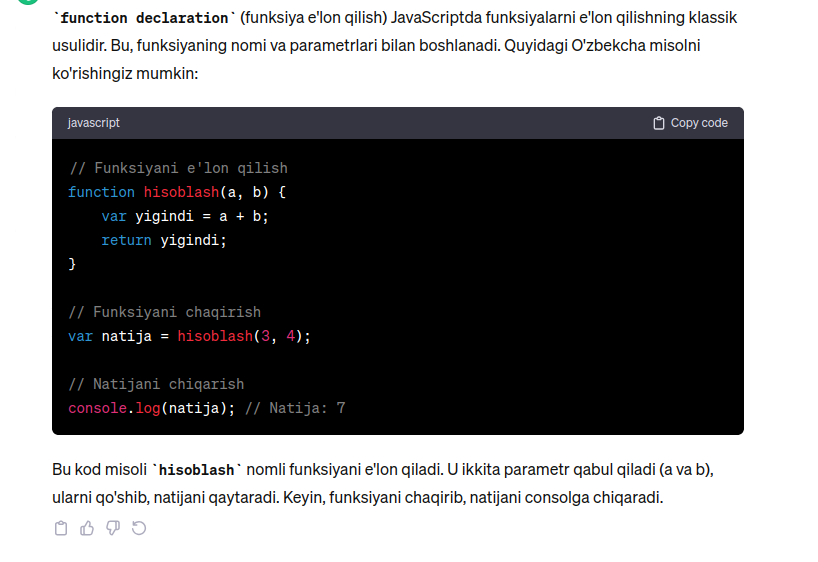 `function declaration` (funksiya e'lon qilish) JavaScriptda funksiyalarni e'lon qilishning klassik
usulidir. Bu, funksiyaning nomi va parametrlari bilan boshlanadi. Quyidagi O'zbekcha misolni
ko'rishingiz mumkin:
javascript
Copy code
// Funksiyani e'lon qilish
function hisoblash(a, b) {
    var yigindi = a + b;
    return yigindi;
}
// Funksiyani chaqirish
var natija = hisoblash(3, 4);
// Natijani chiqarish
console.log(natija); // Natija: 7
Bu kod misoli `hisoblash` nomli funksiyani e'lon qiladi. U ikkita parametr qabul qiladi (a va b),
ularni qo'shib, natijani qaytaradi. Keyin, funksiyani chaqirib, natijani consolga chiqaradi.